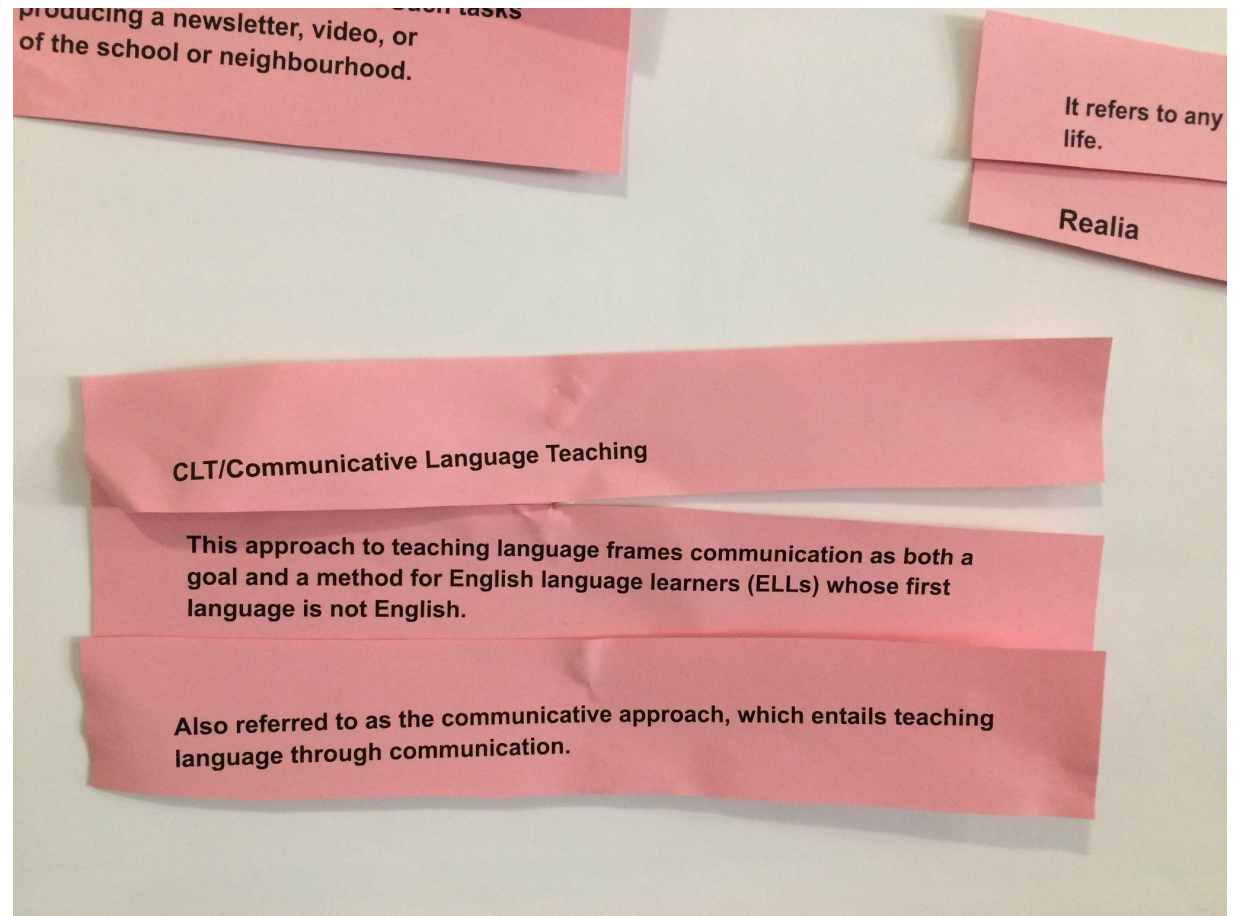 tasks
producing a newsletter, video, or
of the school or neighbourhood.
It refers to any
life.
Realia
CLT/Communicative Language Teaching
This approach to teaching language frames communication as both a
goal and a method for English language learners (ELLs) whose first
language is not English.
Also referred to as the communicative approach, which entails teaching
language through communication.